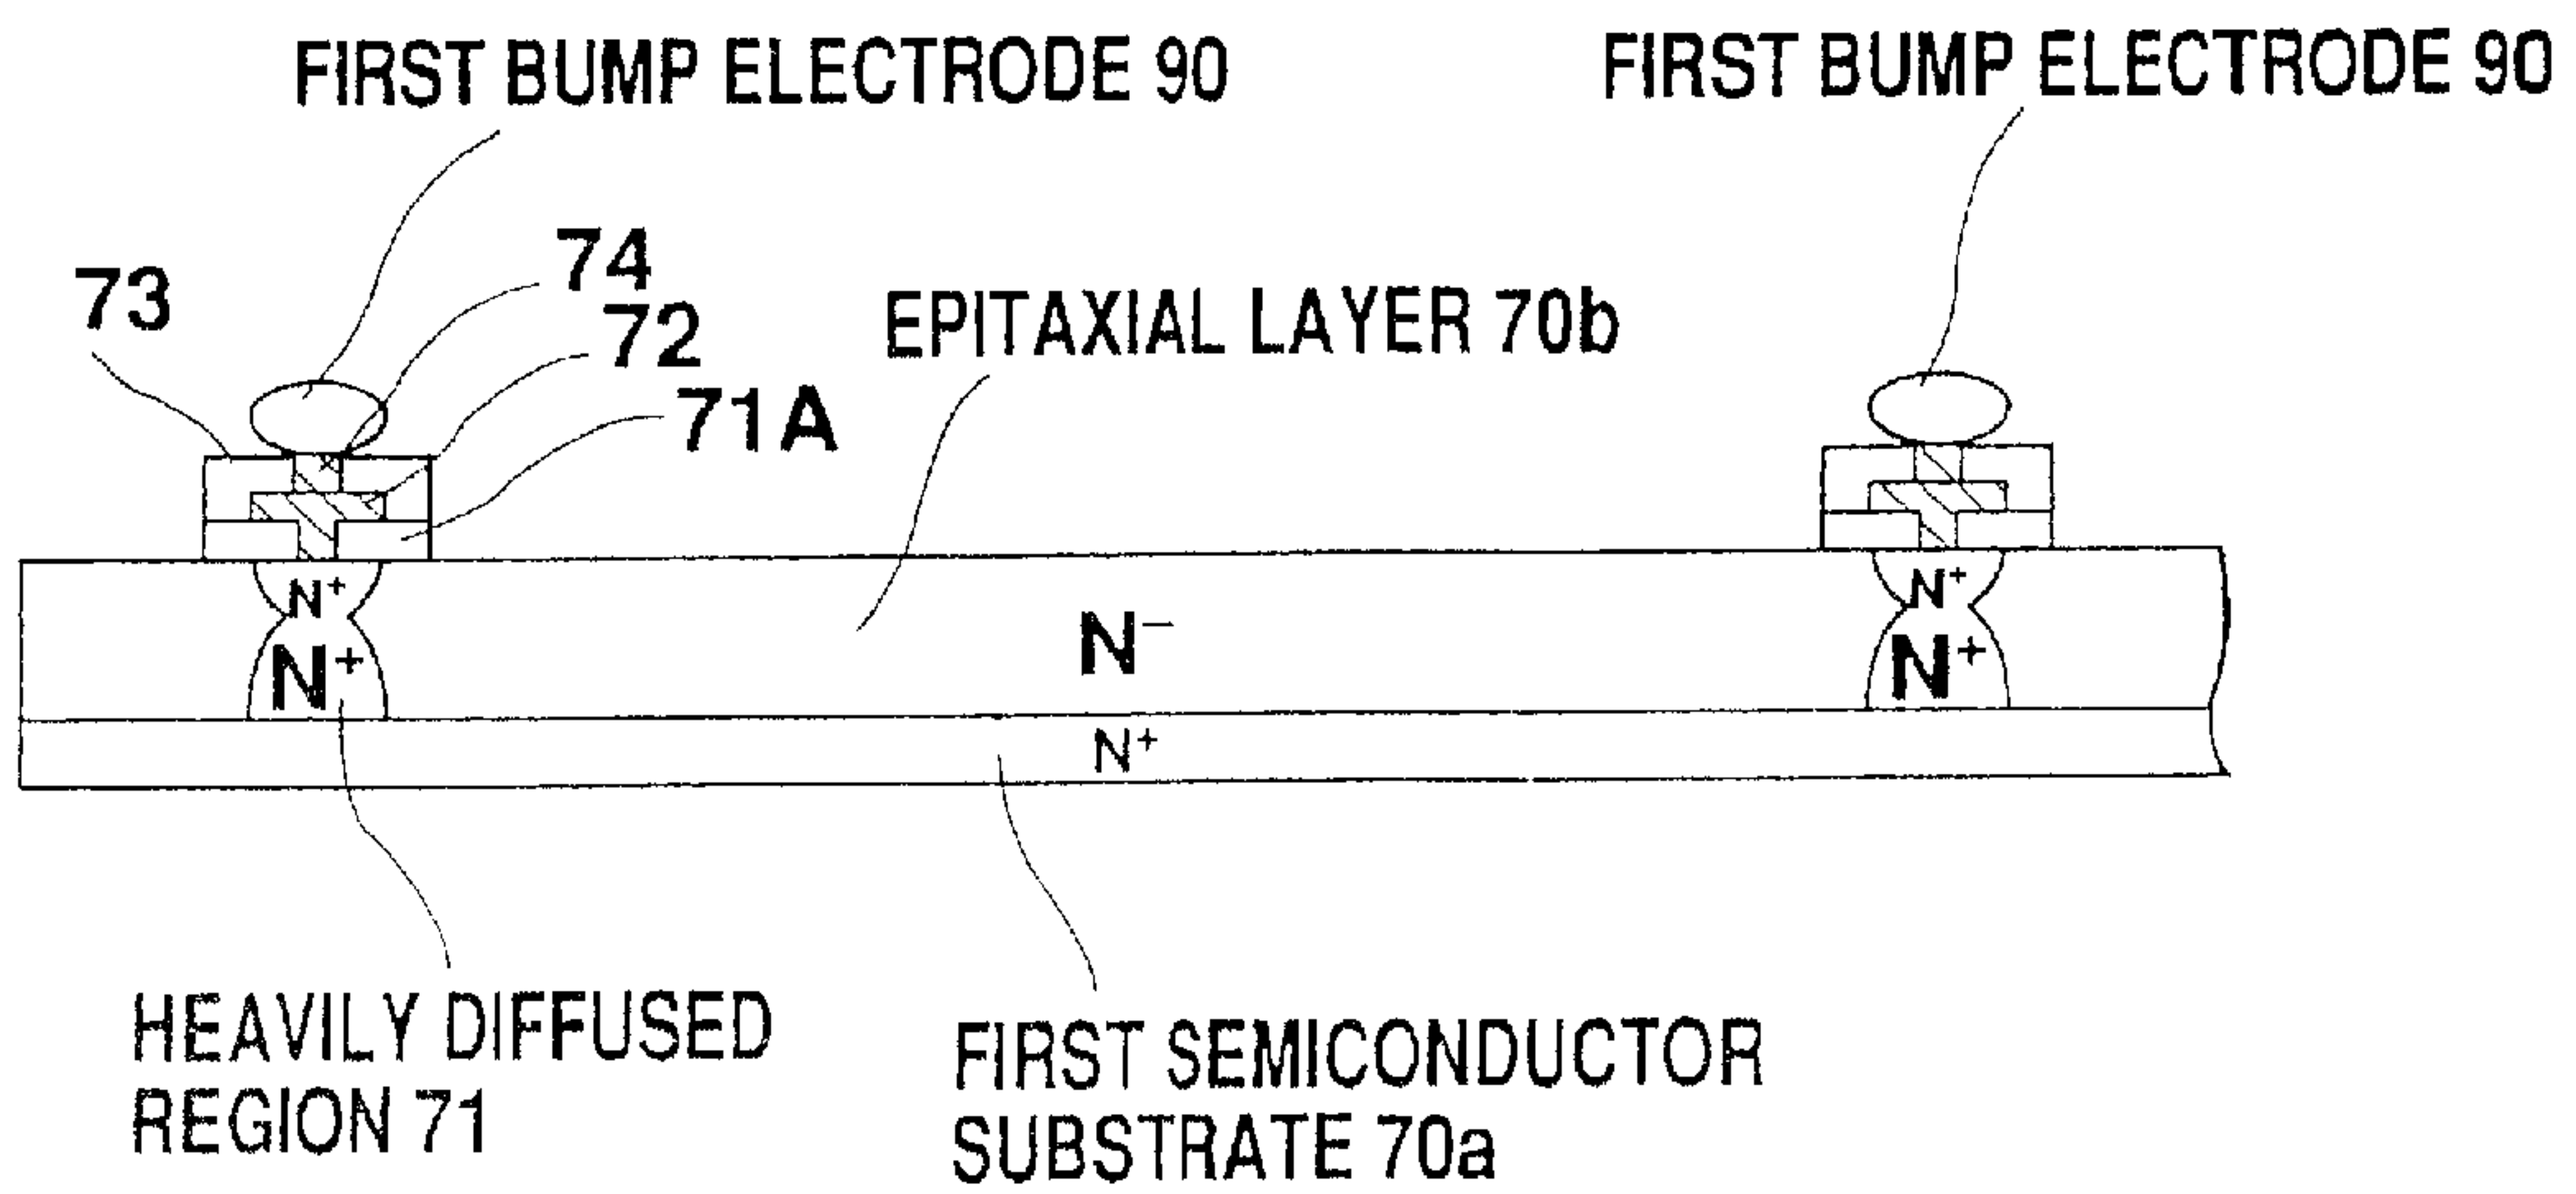 FIRST BUMP ELECTRODE 90
FIRST BUMP ELECTRODE 90
74
73
72
EPITAXIAL LAYER 70b
71A
N+
N+
N−
N+
N+
N+
HEAVILY DIFFUSED
REGION 71
FIRST SEMICONDUCTOR
SUBSTRATE 70a